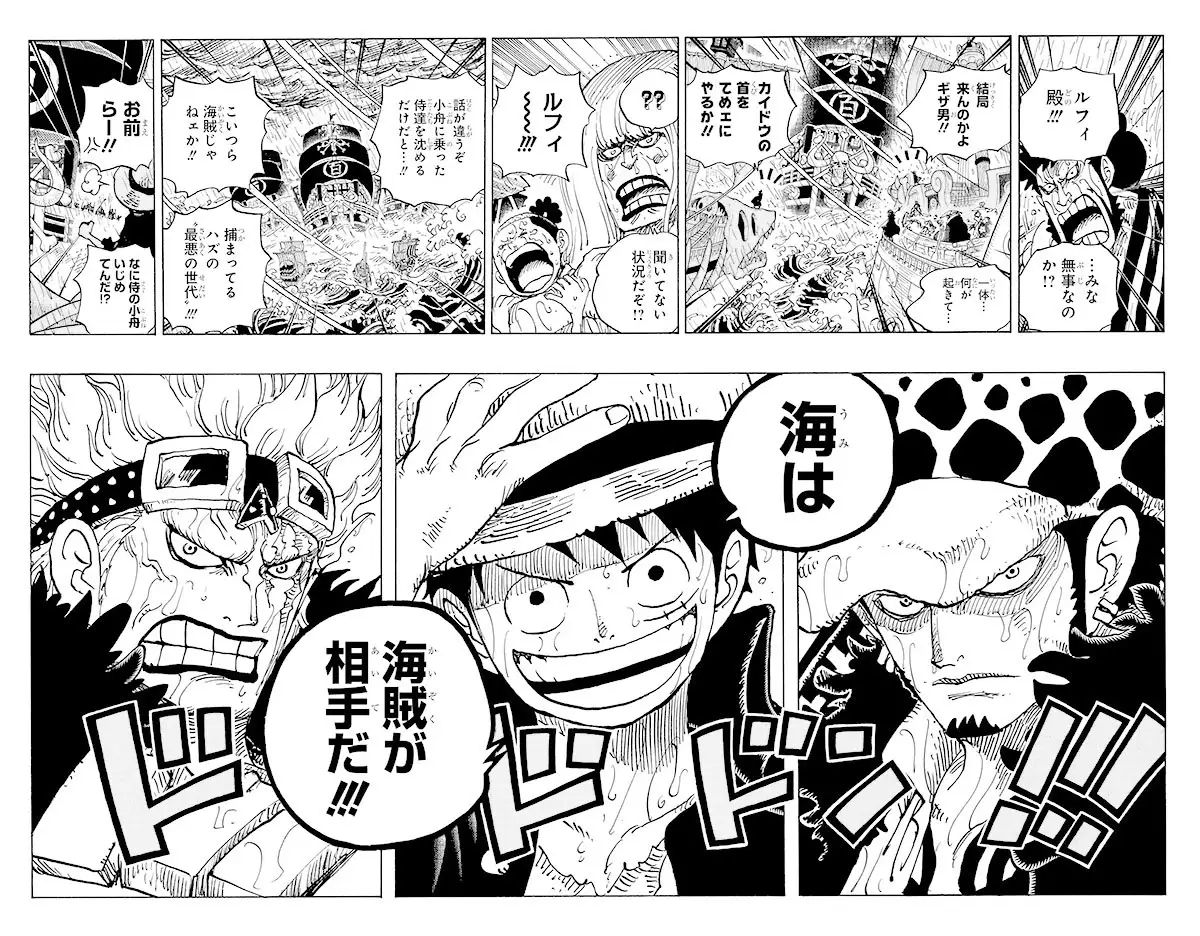 ルフィ
殿!!!
…みな
無事なの
か!?
結局
来んのかよ
ギザ男!!
カイドウの
首を
てめェに
やるか!!
一体…
何が
起きて…
??
ルフィ
〜〜!!!
聞いてない
状況だぞ!?
話が違うぞ
小舟に乗った
侍達を沈める
だけだと…!
こいつら
海賊じゃ
ねェか!!
捕まってる
ハズの
最悪の世代
!!!
お前
らー!!
なに侍の小舟
いじめ
てんだ!?
海は
海賊が
相手だ!!!
ドドドン!!!